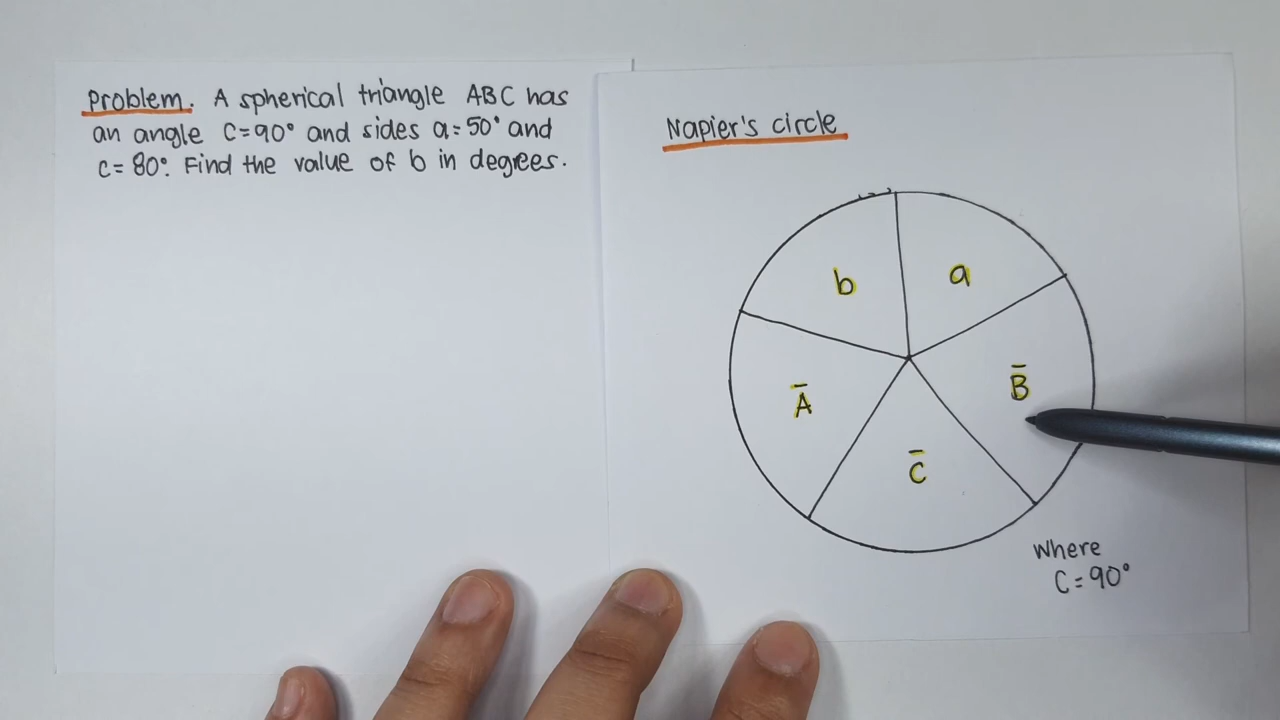 Problem. A spherical triangle ABC has
an angle C=90° and sides a=50° and
c=80°. Find the value of b in degrees.
Napier's circle
b
a
Ā
B̄
c̄
Where
C=90°